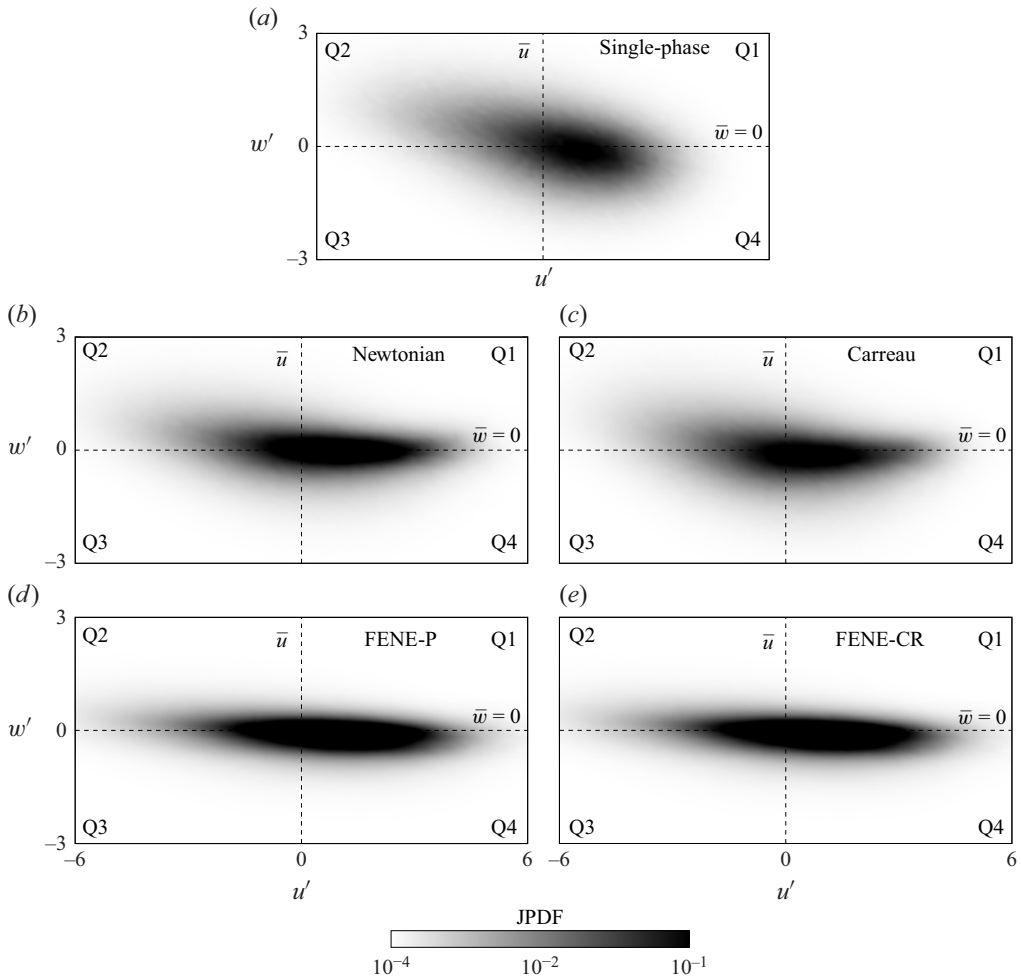 (a)
3
Q2
u̅
Single-phase
Q1
w′
0
w̅ = 0
Q3
Q4
–3
u′
(b)
(c)
3
Q2
u̅
Newtonian
Q1
Q2
u̅
Carreau
Q1
w′
0
w̅ = 0
w̅ = 0
Q3
Q4
Q3
Q4
–3
(d)
(e)
3
Q2
u̅
FENE-P
Q1
Q2
u̅
FENE-CR
Q1
w′
0
w̅ = 0
w̅ = 0
Q3
Q4
Q3
Q4
–3
–6 0 6
–6 0 6
u′
u′
JPDF
10⁻⁴ 10⁻² 10⁻¹